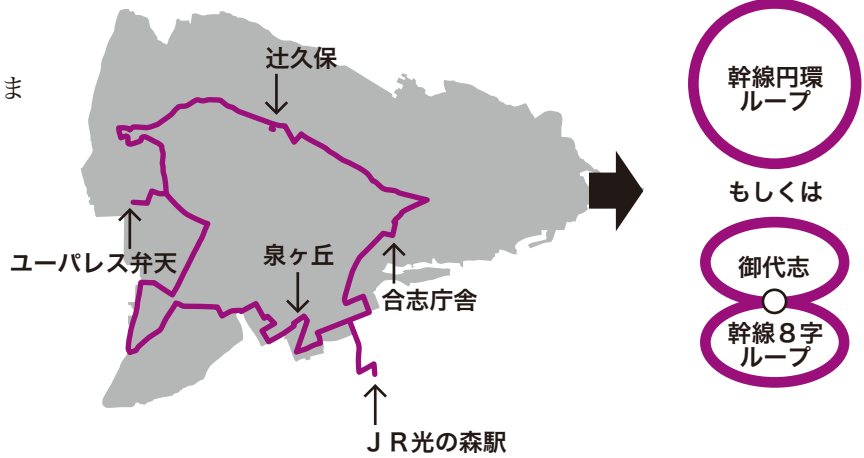 ま
辻久保
ユーパレス弁天
泉ヶ丘
合志庁舎
ＪＲ光の森駅
幹線円環
ループ
もしくは
御代志
幹線８字
ループ